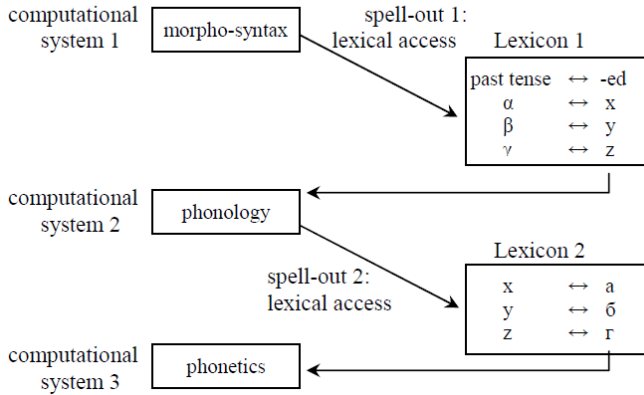 computational
system 1
morpho-syntax
spell-out 1:
lexical access
Lexicon 1
past tense ↔ -ed
α ↔ x
β ↔ y
γ ↔ z
computational
system 2
phonology
spell-out 2:
lexical access
Lexicon 2
x ↔ а
y ↔ б
z ↔ г
computational
system 3
phonetics